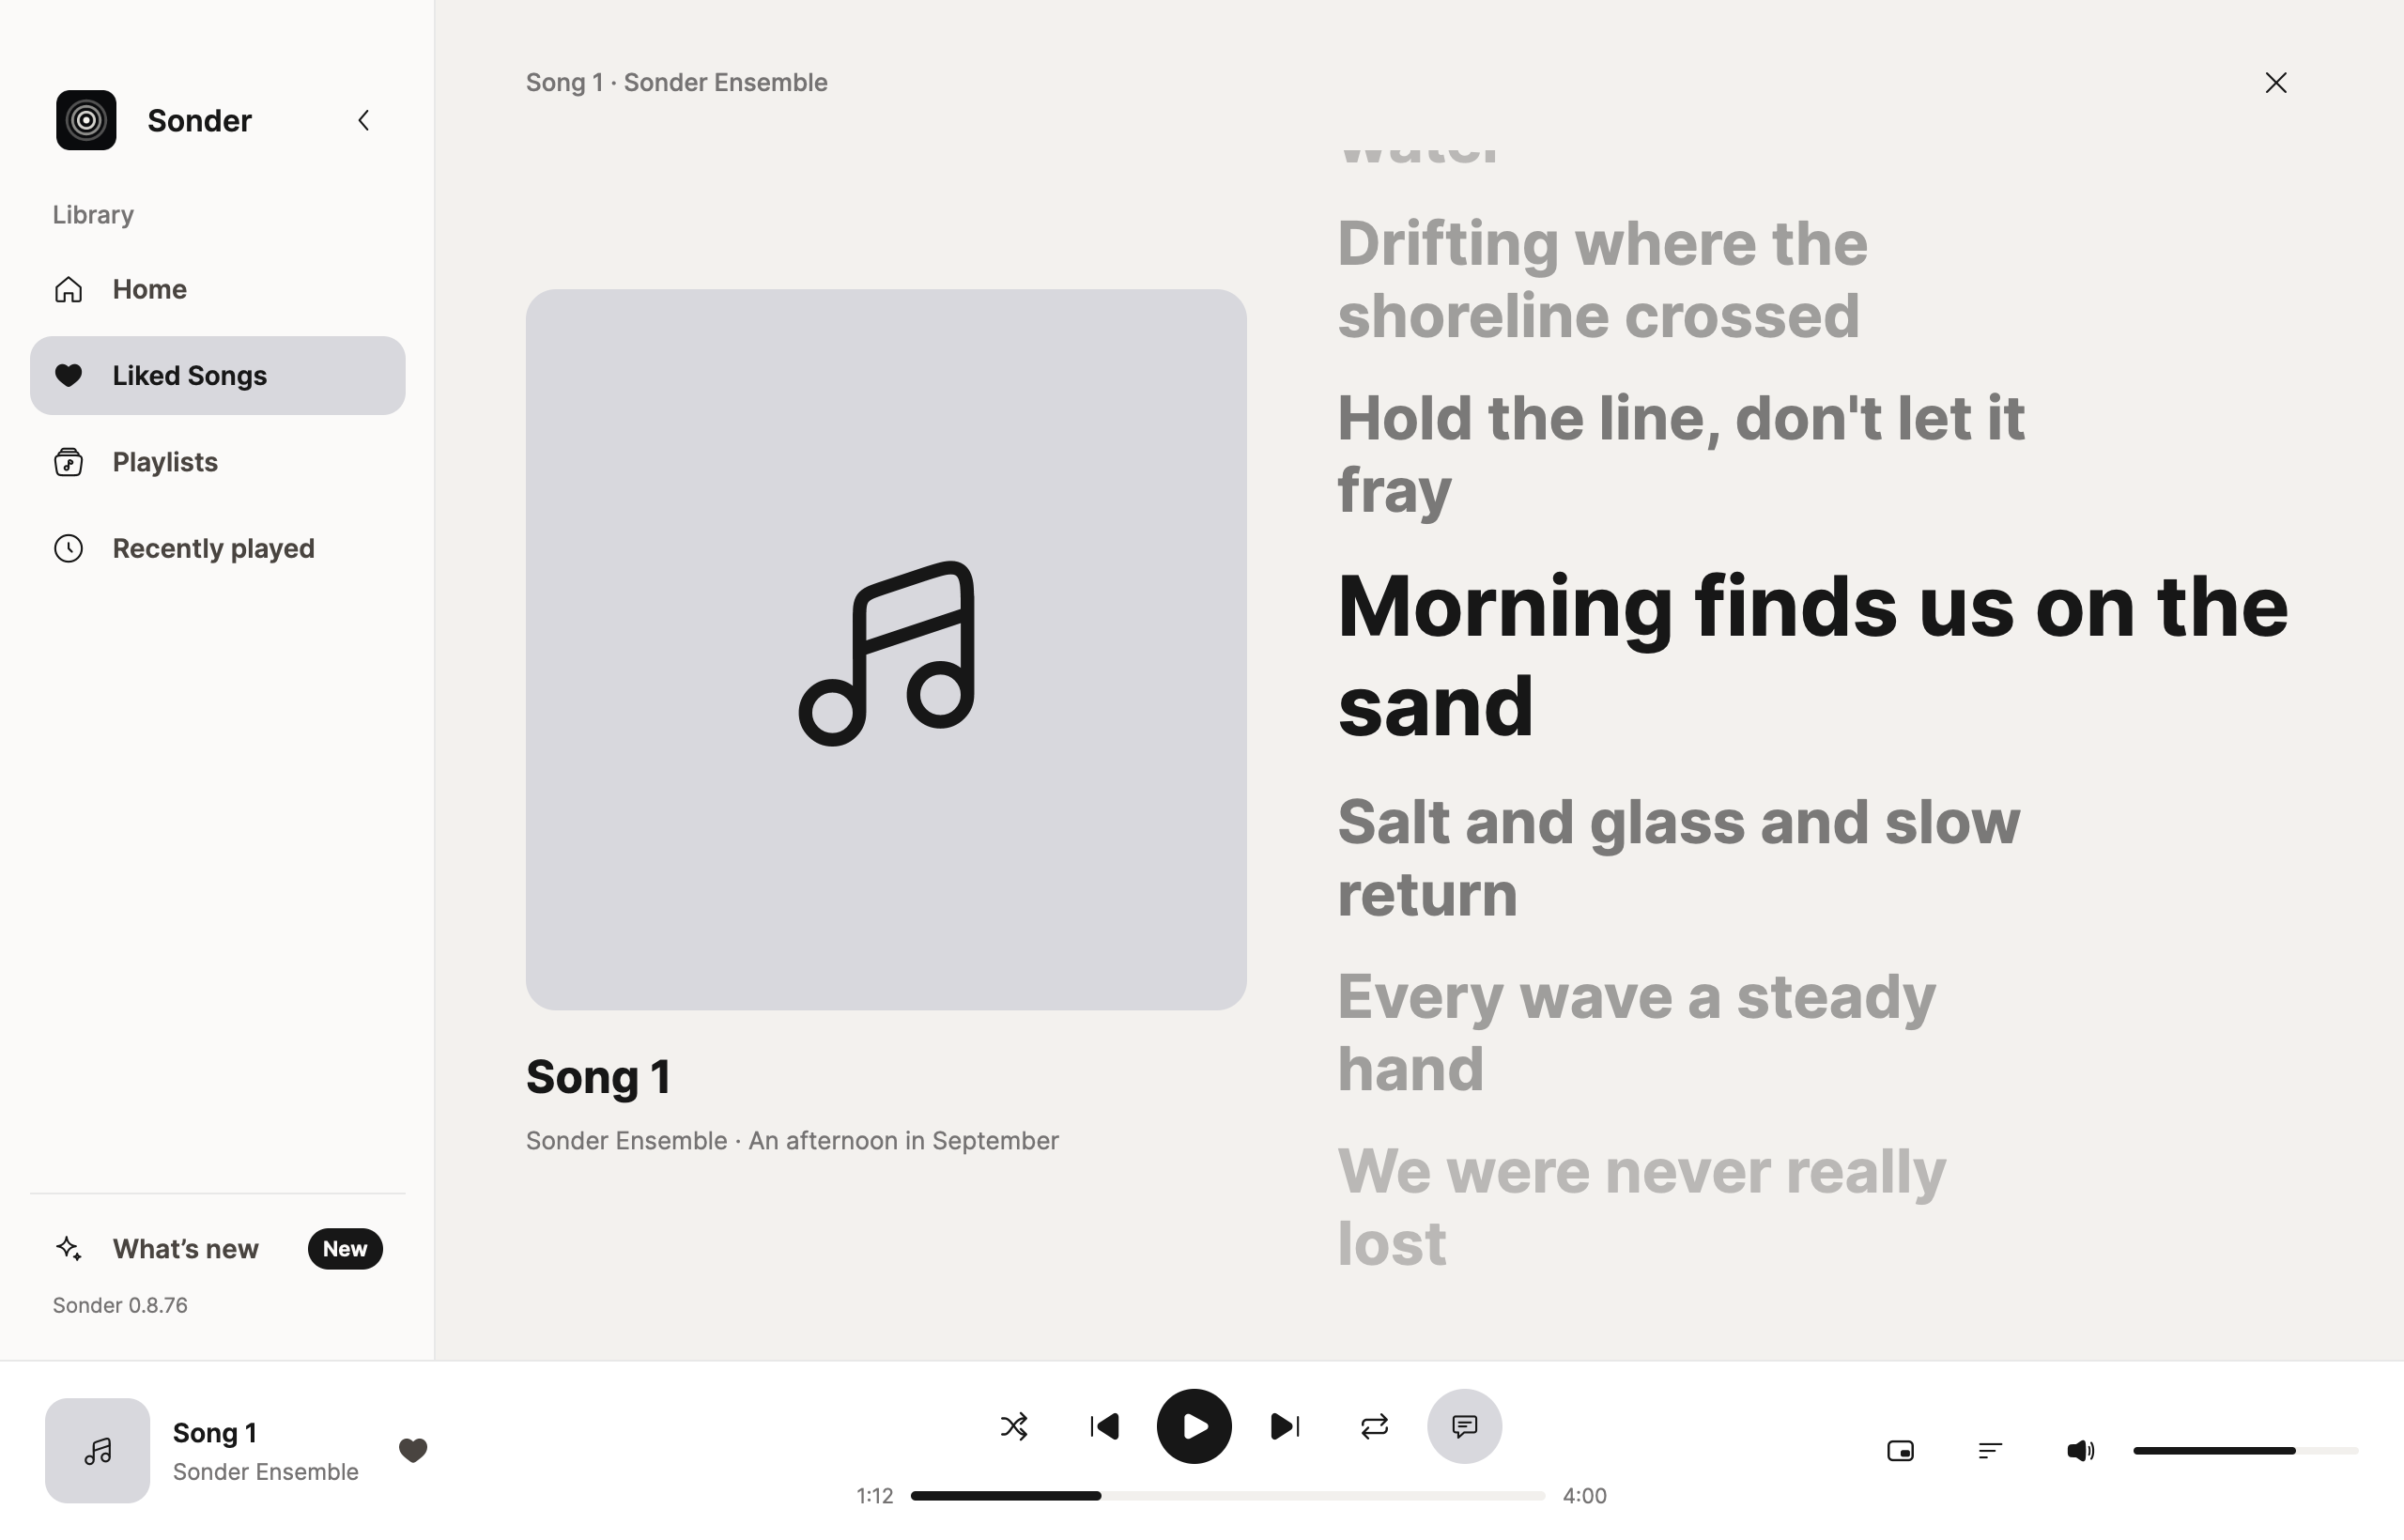 Sonder
Library
Home
Liked Songs
Playlists
Recently played
What’s new
New
Sonder 0.8.76
Song 1 · Sonder Ensemble
Song 1
Sonder Ensemble · An afternoon in September
water
Drifting where the
shoreline crossed
Hold the line, don't let it
fray
Morning finds us on the
sand
Salt and glass and slow
return
Every wave a steady
hand
We were never really
lost
Song 1
Sonder Ensemble
1:12
4:00